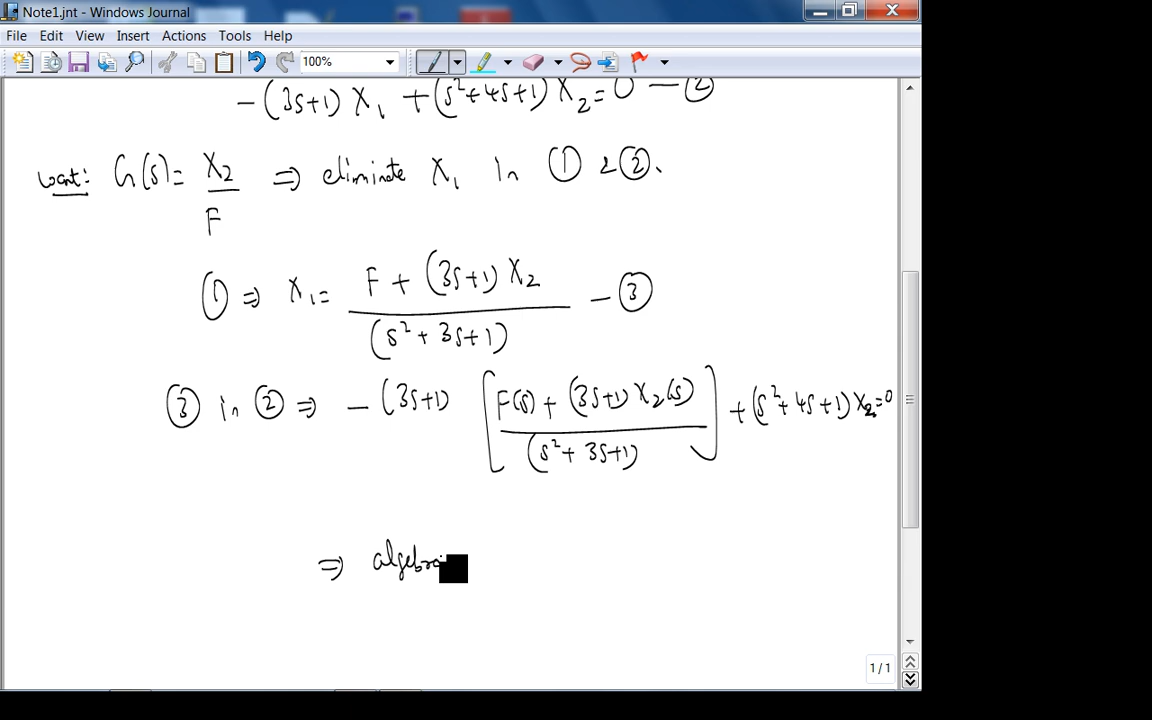 Note1.jnt - Windows Journal
File Edit View Insert Actions Tools Help
100%
- (3s+1) X₁ + (s²+4s+1) X₂ = 0 — ②
want: G(s) = X₂ / F ⇒ eliminate X₁ in ① & ②.
① ⇒ X₁ = F + (3s+1) X₂ / (s² + 3s+1) — ③
③ in ② ⇒ - (3s+1) [ F(s) + (3s+1) X₂(s) / (s² + 3s+1) ] + (s²+4s+1) X₂ = 0
⇒ algebra
1 / 1